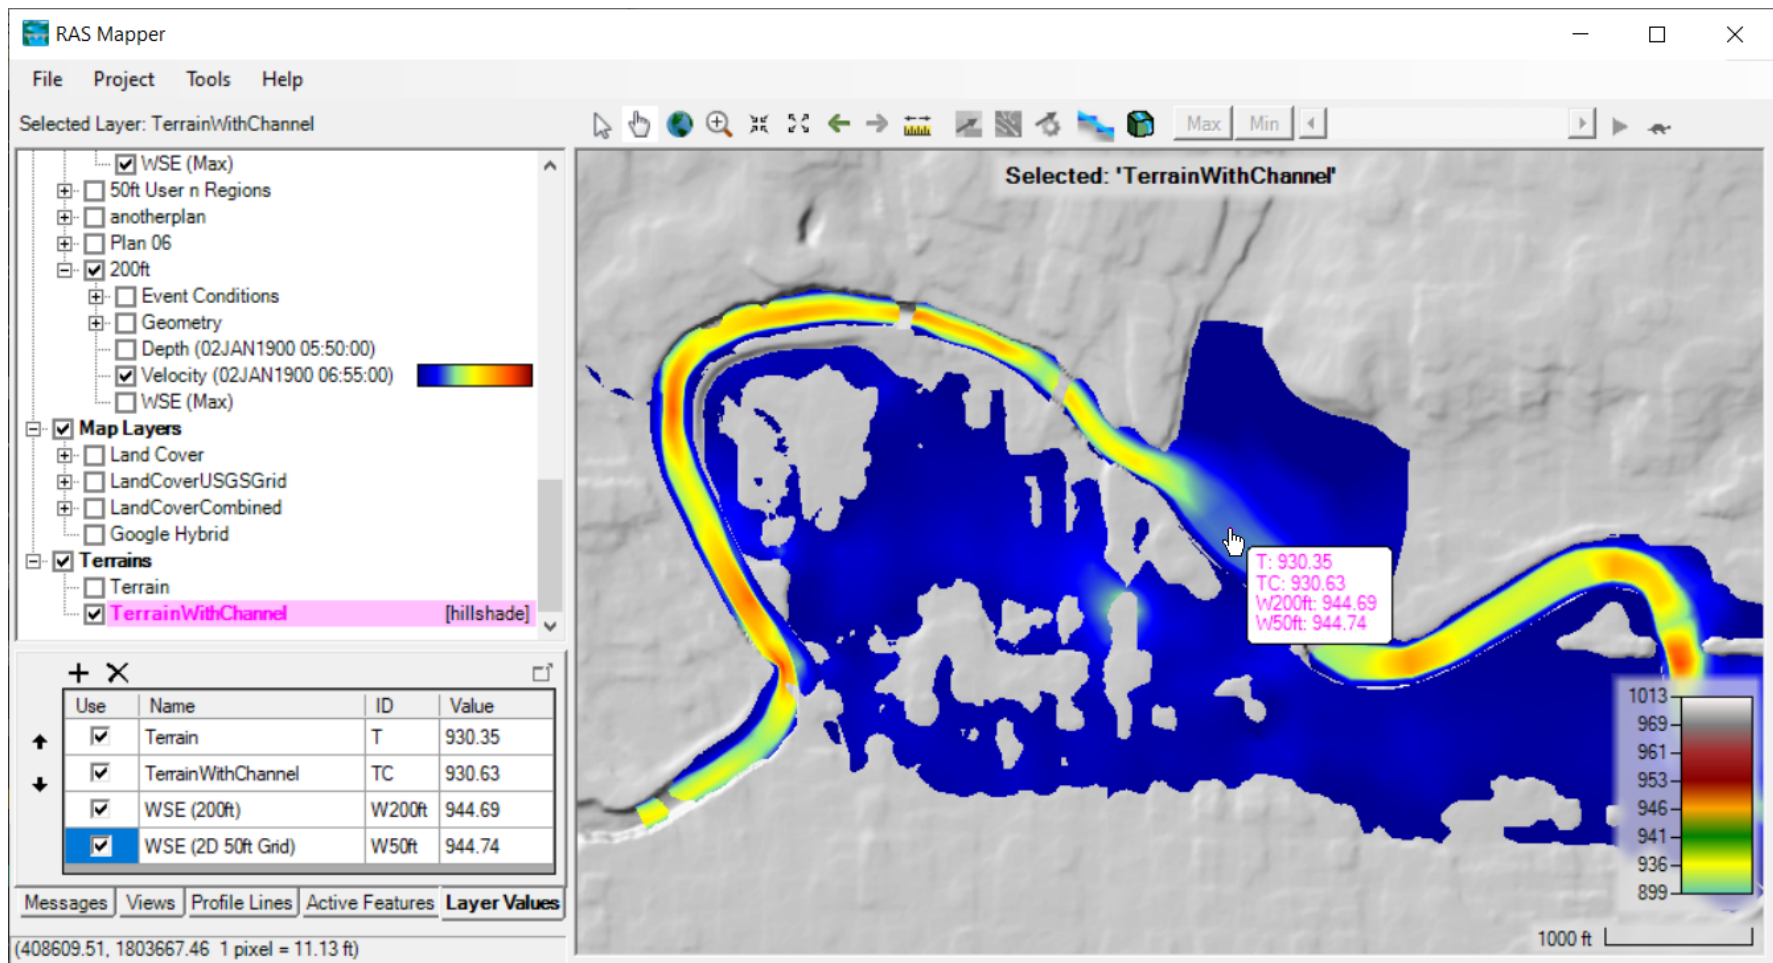 RAS Mapper
File Project Tools Help
Selected Layer: TerrainWithChannel
Max Min
WSE (Max)
50ft User n Regions
anotherplan
Plan 06
200ft
Event Conditions
Geometry
Depth (02JAN1900 05:50:00)
Velocity (02JAN1900 06:55:00)
WSE (Max)
Map Layers
Land Cover
LandCoverUSGSGrid
LandCoverCombined
Google Hybrid
Terrains
Terrain
TerrainWithChannel [hillshade]
Use Name ID Value
Terrain T 930.35
TerrainWithChannel TC 930.63
WSE (200ft) W200ft 944.69
WSE (2D 50ft Grid) W50ft 944.74
Messages Views Profile Lines Active Features Layer Values
(408609.51, 1803667.46 1 pixel = 11.13 ft)
Selected: 'TerrainWithChannel'
T: 930.35
TC: 930.63
W200ft: 944.69
W50ft: 944.74
1013
969
961
953
946
941
936
899
1000 ft